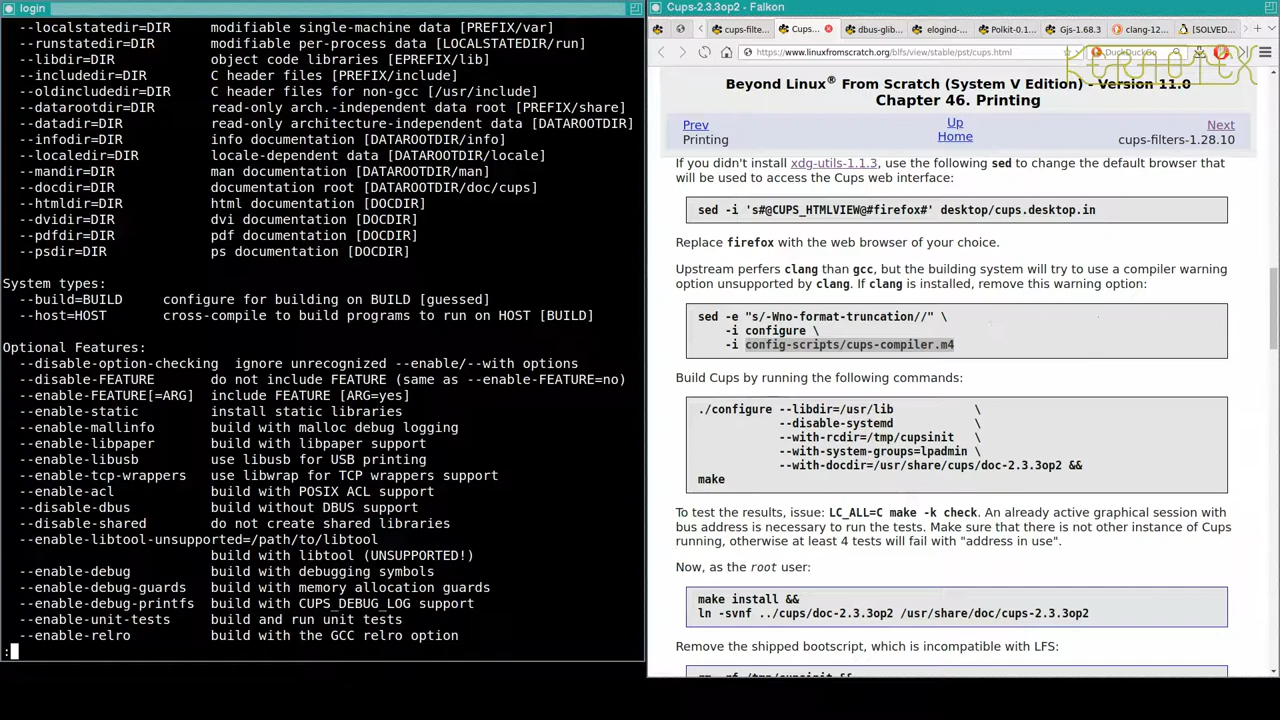 login
--localstatedir=DIR     modifiable single-machine data [PREFIX/var]
--runstatedir=DIR       modifiable per-process data [LOCALSTATEDIR/run]
--libdir=DIR            object code libraries [EPREFIX/lib]
--includedir=DIR        C header files [PREFIX/include]
--oldincludedir=DIR     C header files for non-gcc [/usr/include]
--datarootdir=DIR       read-only arch.-independent data root [PREFIX/share]
--datadir=DIR           read-only architecture-independent data [DATAROOTDIR]
--infodir=DIR           info documentation [DATAROOTDIR/info]
--localedir=DIR         locale-dependent data [DATAROOTDIR/locale]
--mandir=DIR            man documentation [DATAROOTDIR/man]
--docdir=DIR            documentation root [DATAROOTDIR/doc/cups]
--htmldir=DIR           html documentation [DOCDIR]
--dvidir=DIR            dvi documentation [DOCDIR]
--pdfdir=DIR            pdf documentation [DOCDIR]
--psdir=DIR             ps documentation [DOCDIR]
System types:
--build=BUILD     configure for building on BUILD [guessed]
--host=HOST       cross-compile to build programs to run on HOST [BUILD]
Optional Features:
--disable-option-checking  ignore unrecognized --enable/--with options
--disable-FEATURE       do not include FEATURE (same as --enable-FEATURE=no)
--enable-FEATURE[=ARG]  include FEATURE [ARG=yes]
--enable-static         install static libraries
--enable-mallinfo       build with malloc debug logging
--enable-libpaper       build with libpaper support
--enable-libusb         use libusb for USB printing
--enable-tcp-wrappers   use libwrap for TCP wrappers support
--enable-acl            build with POSIX ACL support
--disable-dbus          build without DBUS support
--disable-shared        do not create shared libraries
--enable-libtool-unsupported=/path/to/libtool
build with libtool (UNSUPPORTED!)
--enable-debug          build with debugging symbols
--enable-debug-guards   build with memory allocation guards
--enable-debug-printfs  build with CUPS_DEBUG_LOG support
--enable-unit-tests     build and run unit tests
--enable-relro          build with the GCC relro option
:
Cups-2.3.3op2 - Falkon
cups-filte... Cups... dbus-glib elogind-... Polkit-0.1... Gjs-1.68.3 clang-12... [SOLVED...
https://www.linuxfromscratch.org/blfs/view/stable/pst/cups.html DuckDuckGo
KERNOTEX
Beyond Linux® From Scratch (System V Edition) - Version 11.0
Chapter 46. Printing
Prev Up Next
Printing Home cups-filters-1.28.10
If you didn't install xdg-utils-1.1.3, use the following sed to change the default browser that
will be used to access the Cups web interface:
sed -i 's#@CUPS_HTMLVIEW@#firefox#' desktop/cups.desktop.in
Replace firefox with the web browser of your choice.
Upstream perfers clang than gcc, but the building system will try to use a compiler warning
option unsupported by clang. If clang is installed, remove this warning option:
sed -e "s/-Wno-format-truncation//" \
-i configure \
-i config-scripts/cups-compiler.m4
Build Cups by running the following commands:
./configure --libdir=/usr/lib            \
--disable-systemd            \
--with-rcdir=/tmp/cupsinit   \
--with-system-groups=lpadmin \
--with-docdir=/usr/share/cups/doc-2.3.3op2 &&
make
To test the results, issue: LC_ALL=C make -k check. An already active graphical session with
bus address is necessary to run the tests. Make sure that there is not other instance of Cups
running, otherwise at least 4 tests will fail with "address in use".
Now, as the root user:
make install &&
ln -svnf ../cups/doc-2.3.3op2 /usr/share/doc/cups-2.3.3op2
Remove the shipped bootscript, which is incompatible with LFS: